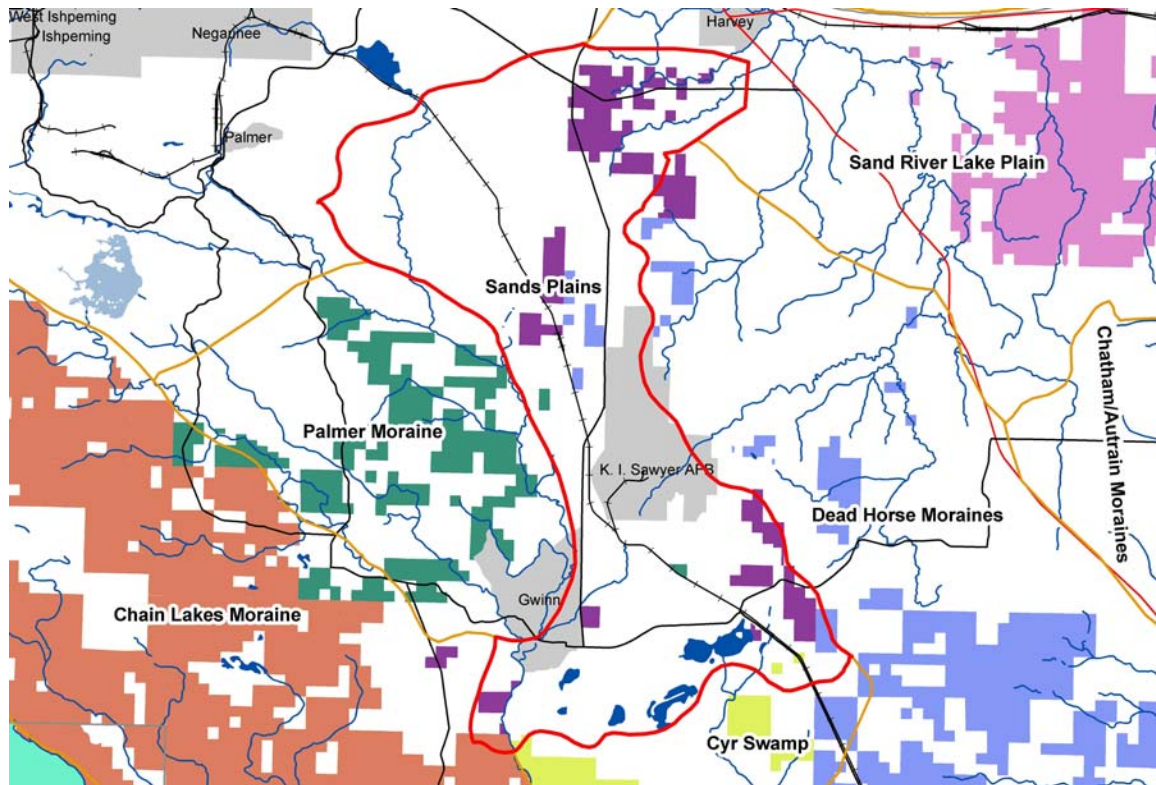 West Ishpeming
Ishpeming
Negaunee
Harvey
Palmer
Sand River Lake Plain
Sands Plains
Chatham/Autrain Moraines
Palmer Moraine
K. I. Sawyer AFB
Dead Horse Moraines
Gwinn
Chain Lakes Moraine
Cyr Swamp